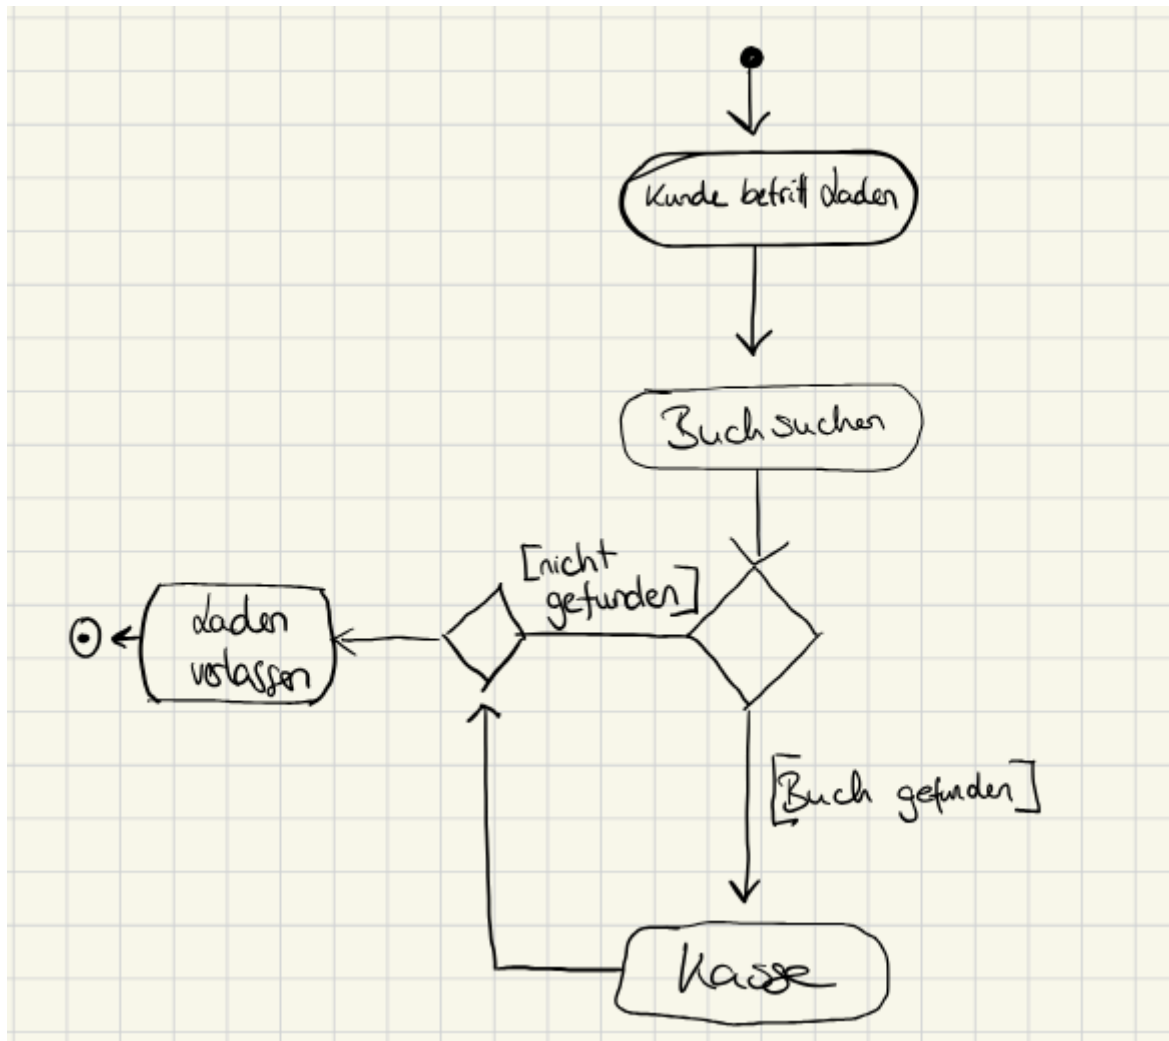 Kunde betritt Laden
Buch suchen
[nicht
gefunden]
Laden
verlassen
[Buch gefunden]
Kasse